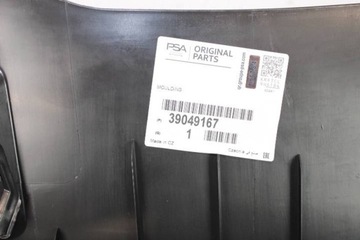 PSA
ORIGINAL
PARTS
MOULDING
39049167
1
Made in CZ